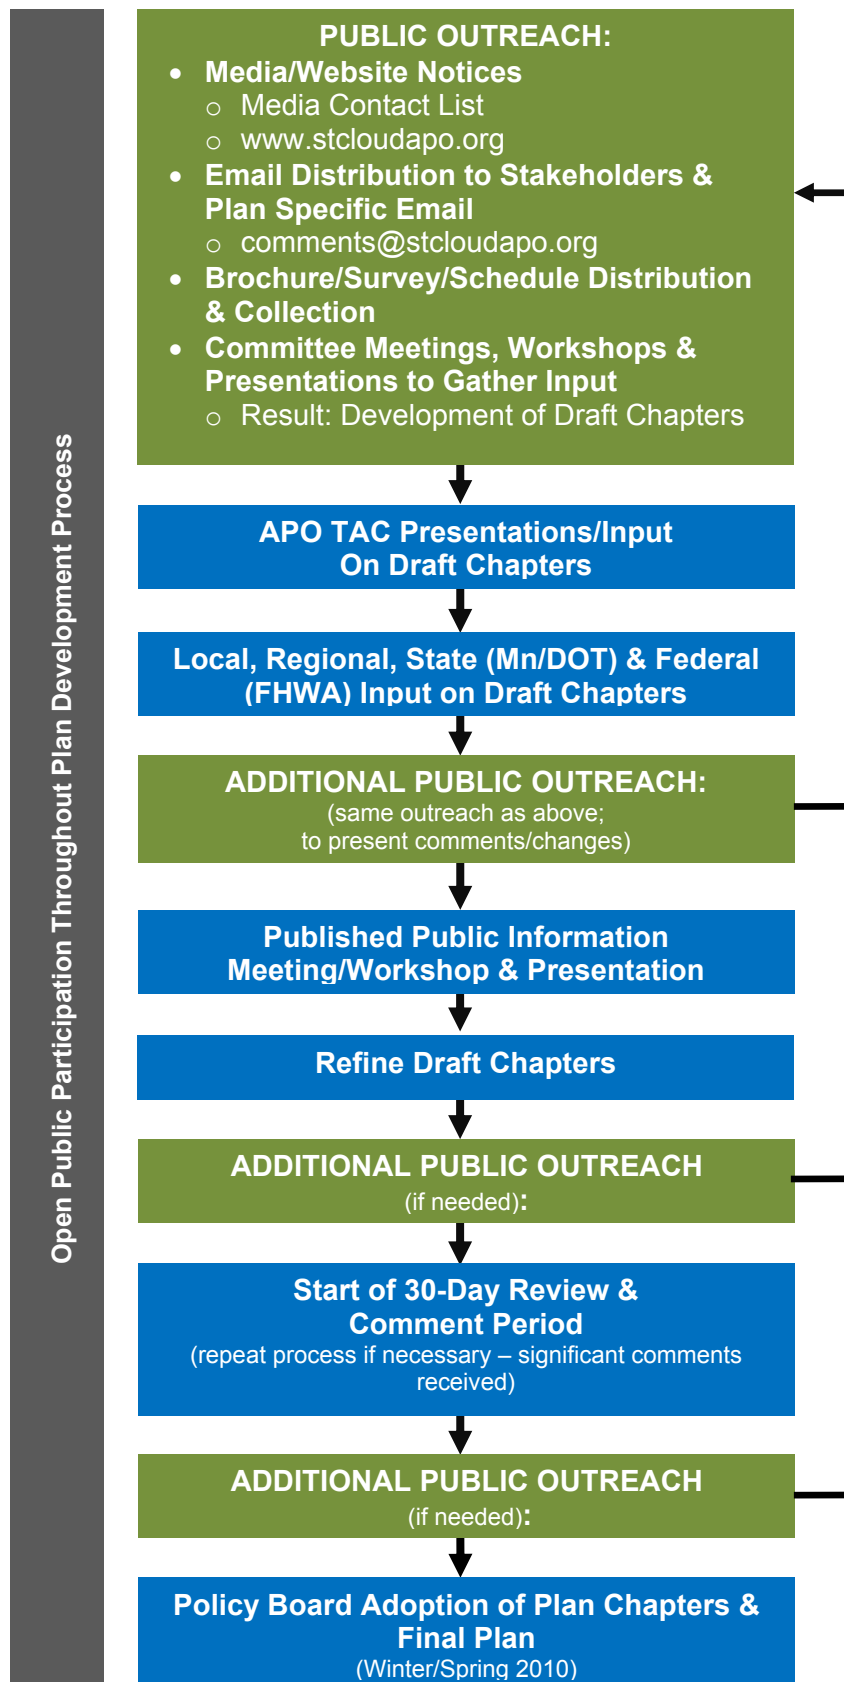 Open Public Participation Throughout Plan Development Process
PUBLIC OUTREACH:
• Media/Website Notices
o Media Contact List
o www.stcloudapo.org
• Email Distribution to Stakeholders &
Plan Specific Email
o comments@stcloudapo.org
• Brochure/Survey/Schedule Distribution
& Collection
• Committee Meetings, Workshops &
Presentations to Gather Input
o Result: Development of Draft Chapters
APO TAC Presentations/Input
On Draft Chapters
Local, Regional, State (Mn/DOT) & Federal
(FHWA) Input on Draft Chapters
ADDITIONAL PUBLIC OUTREACH:
(same outreach as above;
to present comments/changes)
Published Public Information
Meeting/Workshop & Presentation
Refine Draft Chapters
ADDITIONAL PUBLIC OUTREACH
(if needed):
Start of 30-Day Review &
Comment Period
(repeat process if necessary – significant comments
received)
ADDITIONAL PUBLIC OUTREACH
(if needed):
Policy Board Adoption of Plan Chapters &
Final Plan
(Winter/Spring 2010)